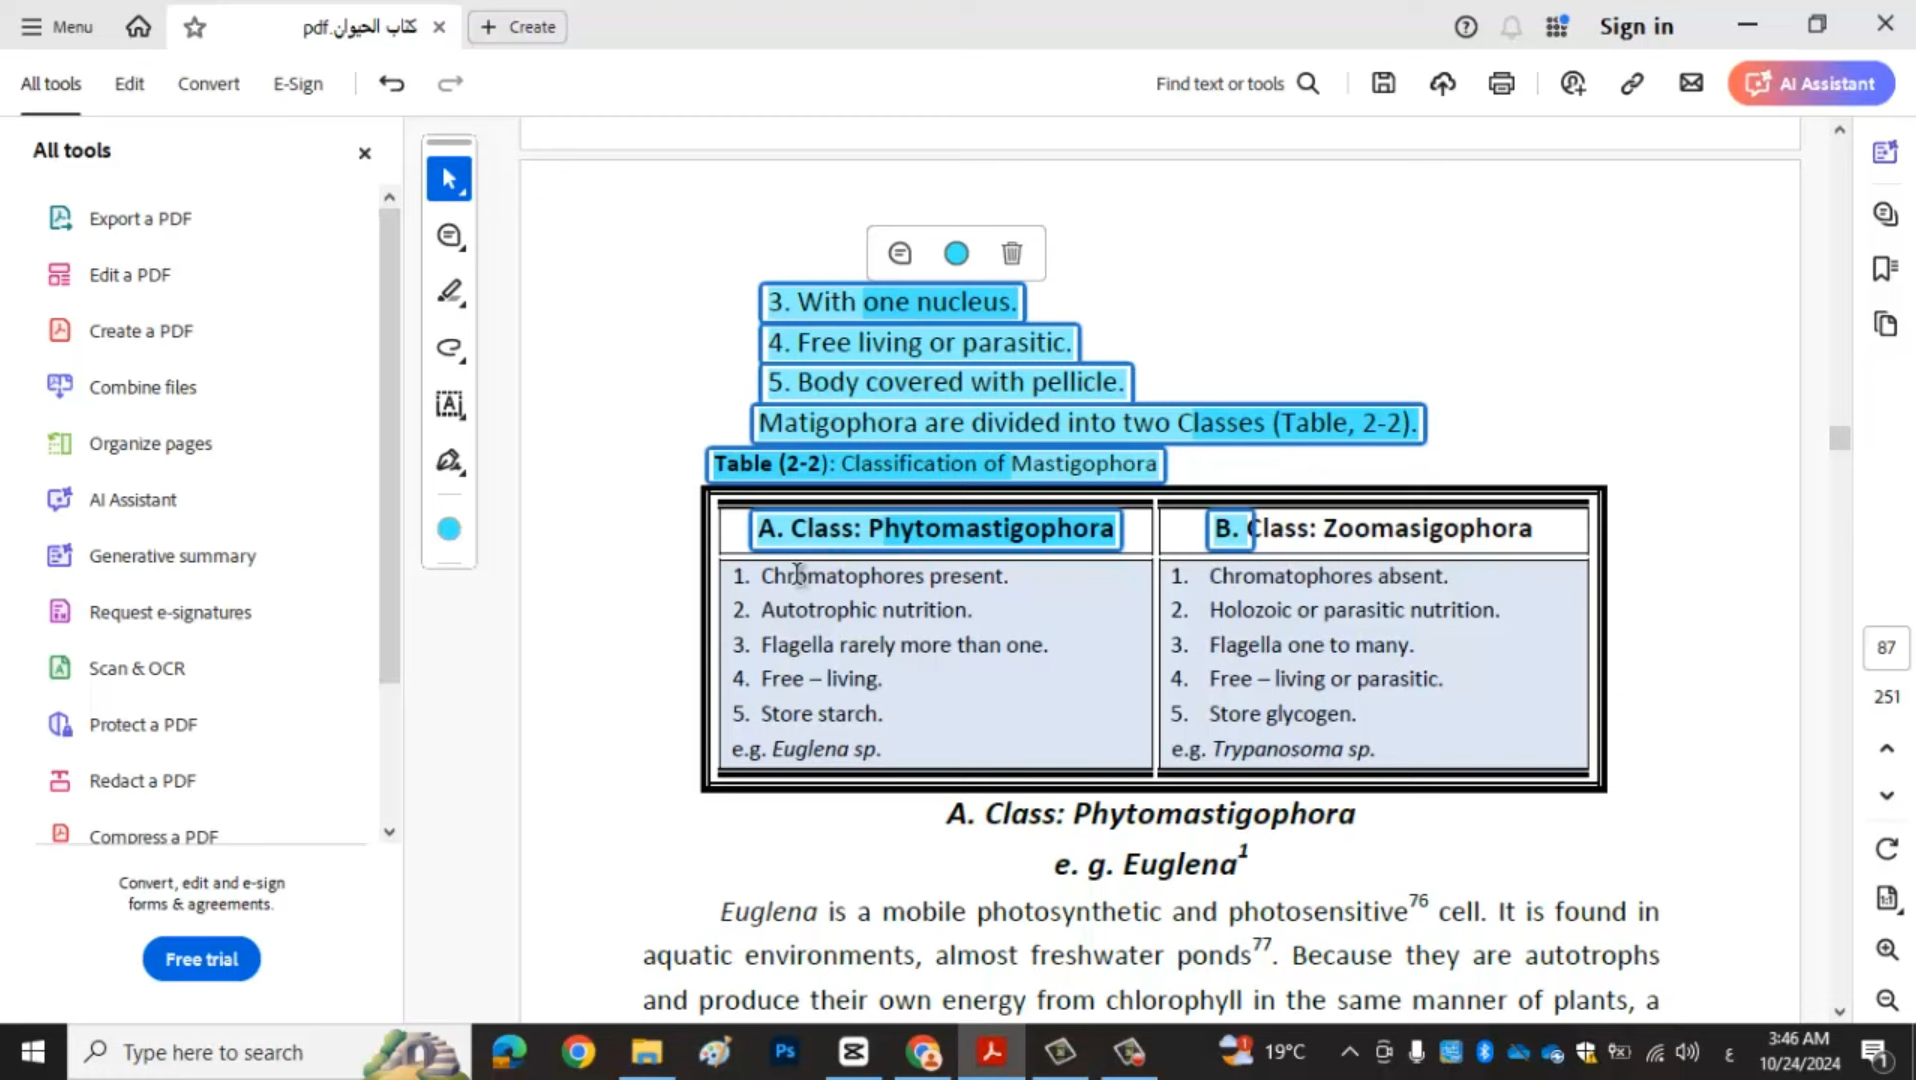 Menu
كتاب الحيوان.pdf
Create
Sign in
All tools
Edit
Convert
E-Sign
Find text or tools
AI Assistant
All tools
Export a PDF
Edit a PDF
Create a PDF
Combine files
Organize pages
AI Assistant
Generative summary
Request e-signatures
Scan & OCR
Protect a PDF
Redact a PDF
Compress a PDF
Convert, edit and e-sign
forms & agreements.
Free trial
3. With one nucleus.
4. Free living or parasitic.
5. Body covered with pellicle.
Matigophora are divided into two Classes (Table, 2-2).
Table (2-2): Classification of Mastigophora
A. Class: Phytomastigophora
1. Chromatophores present.
2. Autotrophic nutrition.
3. Flagella rarely more than one.
4. Free – living.
5. Store starch.
e.g. Euglena sp.
B. Class: Zoomasigophora
1. Chromatophores absent.
2. Holozoic or parasitic nutrition.
3. Flagella one to many.
4. Free – living or parasitic.
5. Store glycogen.
e.g. Trypanosoma sp.
A. Class: Phytomastigophora
e. g. Euglena1
Euglena is a mobile photosynthetic and photosensitive76 cell. It is found in
aquatic environments, almost freshwater ponds77. Because they are autotrophs
and produce their own energy from chlorophyll in the same manner of plants, a
87
251
Type here to search
Ps
19°C
ع
3:46 AM
10/24/2024
1